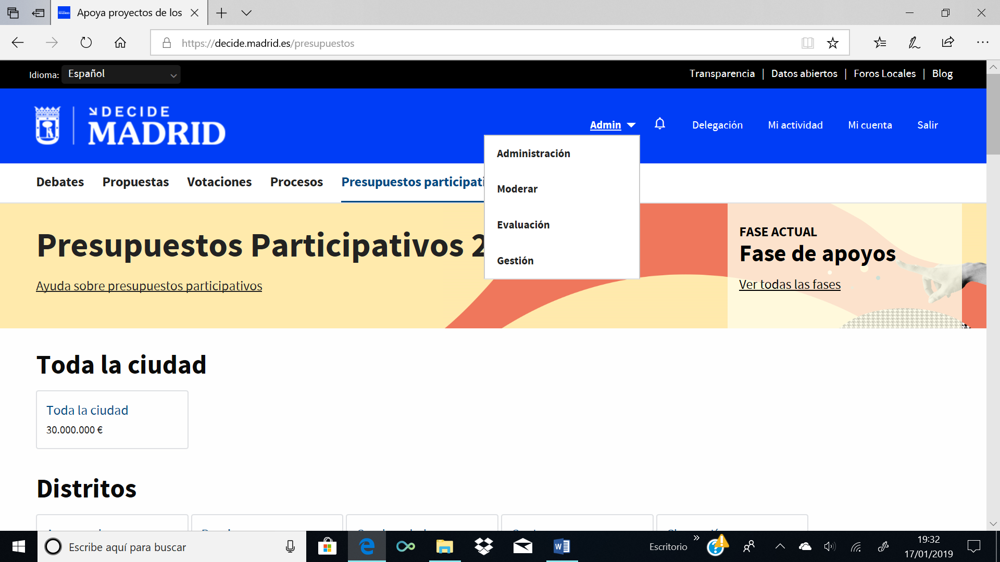 Apoya proyectos de los
https://decide.madrid.es/presupuestos
Idioma: Español
Transparencia | Datos abiertos | Foros Locales | Blog
DECIDE
MADRID
Admin
Delegación
Mi actividad
Mi cuenta
Salir
Administración
Moderar
Evaluación
Gestión
Debates
Propuestas
Votaciones
Procesos
Presupuestos participati
Presupuestos Participativos 2
Ayuda sobre presupuestos participativos
FASE ACTUAL
Fase de apoyos
Ver todas las fases
Toda la ciudad
Toda la ciudad
30.000.000 €
Distritos
Escribe aquí para buscar
Escritorio
19:32
17/01/2019